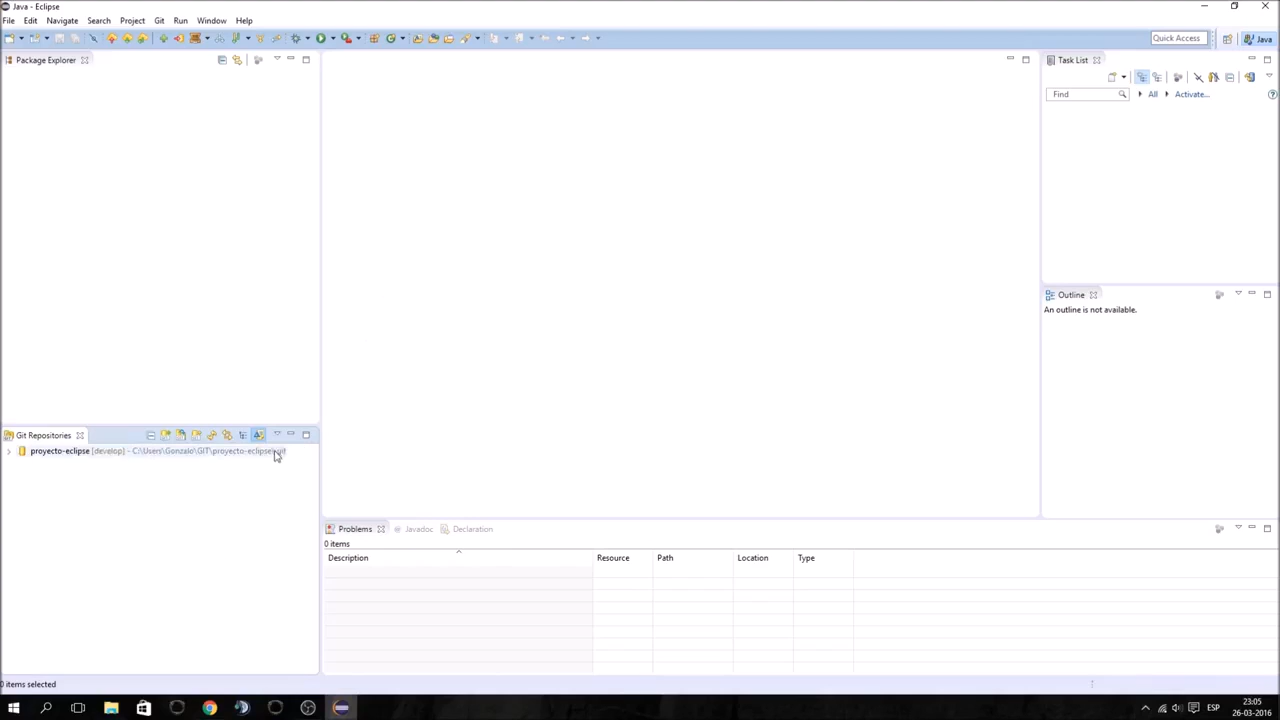 Java - Eclipse
File Edit Navigate Search Project Git Run Window Help
Quick Access Java
Package Explorer
Task List
Find All Activate...
Outline
An outline is not available.
Git Repositories
proyecto-eclipse [develop] - C:\Users\Gonzalo\GIT\proyecto-eclipse\.git
Problems Javadoc Declaration
0 items
Description Resource Path Location Type
0 items selected
ESP
23:05
26-03-2016